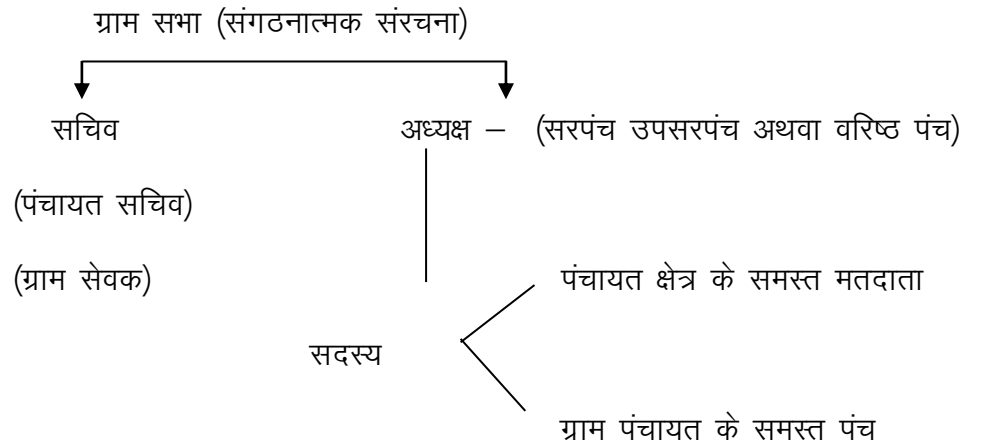 ग्राम सभा (संगठनात्मक संरचना)
सचिव अध्यक्ष – (सरपंच उपसरपंच अथवा वरिष्ठ पंच)
(पंचायत सचिव)
(ग्राम सेवक) पंचायत क्षेत्र के समस्त मतदाता
सदस्य
ग्राम पंचायत के समस्त पंच